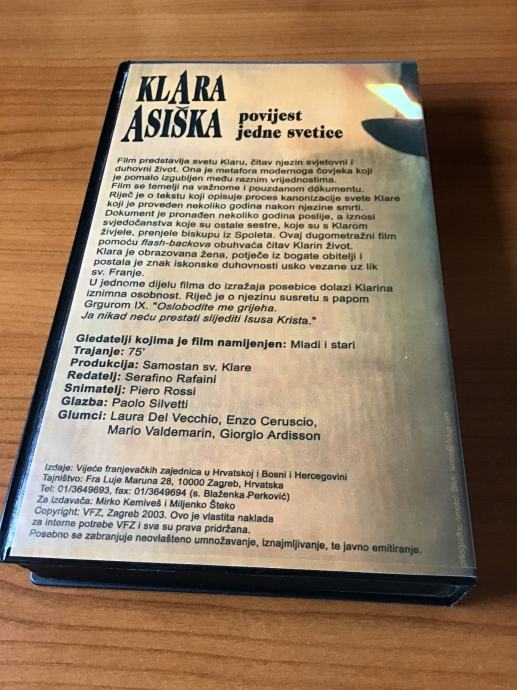 KLARA
ASIŠKA
povijest
jedne svetice
Film predstavlja svetu Klaru, čitav njezin svjetovni i
duhovni život. Ona je metafora modernoga čovjeka koji
je pomalo izgubljen među raznim vrijednostima.
Film se temelji na važnome i pouzdanom dokumentu.
Riječ je o tekstu koji opisuje proces kanonizacije svete Klare
koji je proveden nekoliko godina nakon njezine smrti.
Dokument je pronađen nekoliko godina poslije, a iznosi
svjedočanstva koje su ostale sestre, koje su s Klarom
živjele, prenjele biskupu iz Spoleta. Ovaj dugometražni film
pomoću flash-backova obuhvaća čitav Klarin život.
Klara je obrazovana žena, potječe iz bogate obitelji i
postala je znak iskonske duhovnosti usko vezane uz lik
sv. Franje.
U jednome dijelu filma do izražaja posebice dolazi Klarina
iznimna osobnost. Riječ je o njezinu susretu s papom
Grgurom IX. "Oslobodite me grijeha.
Ja nikad neću prestati slijediti Isusa Krista."
Gledatelji kojima je film namijenjen: Mladi i stari
Trajanje: 75'
Produkcija: Samostan sv. Klare
Redatelj: Serafino Rafaini
Snimatelj: Piero Rossi
Glazba: Paolo Silvetti
Glumci: Laura Del Vecchio, Enzo Ceruscio,
Mario Valdemarin, Giorgio Ardisson
Izdaje: Vijeće franjevačkih zajednica u Hrvatskoj i Bosni i Hercegovini
Tajništvo: Fra Luje Maruna 28, 10000 Zagreb, Hrvatska
Tel: 01/3649693, fax: 01/3649694 (s. Blaženka Perković)
Za izdavača: Mirko Kemiveš i Miljenko Šteko
Copyright: VFZ, Zagreb 2003. Ovo je vlastita naklada
za interne potrebe VFZ i sva su prava pridržana.
Posebno se zabranjuje neovlašteno umnožavanje, iznajmljivanje, te javno emitiranje.